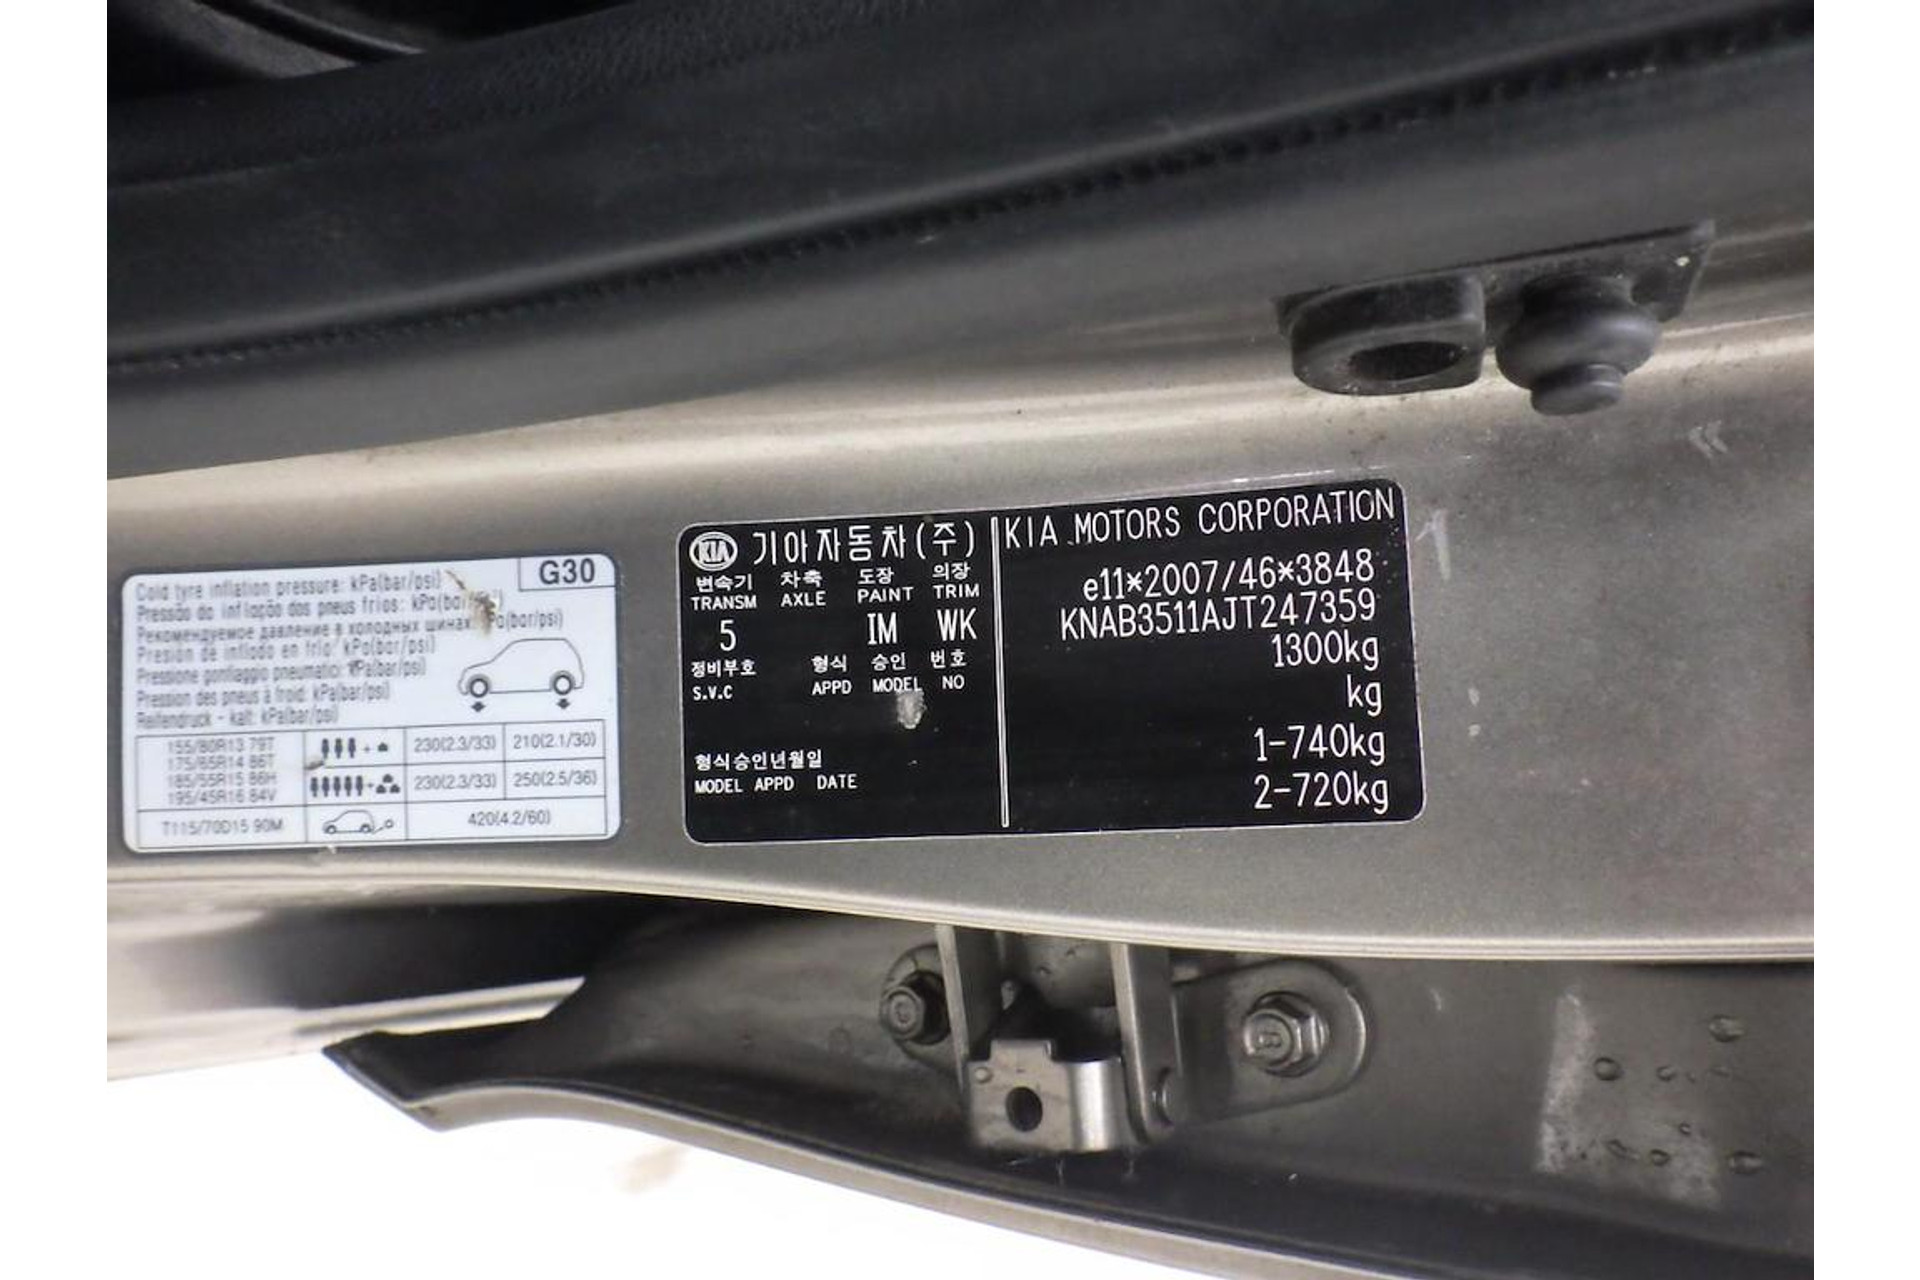 G30
Cold tyre inflation pressure: kPa(bar/psi)
Pressão do inflação dos pneus frios: kPa(bar/psi)
Рекомендуемое давление в холодных шинах kPa(bar/psi)
Presión de inflado en frío: kPa(bar/psi)
Pressione gonfiaggio pneumatici: kPa(bar/psi)
Pression des pneus à froid: kPa(bar/psi)
Reifendruck - kalt: kPa(bar/psi)
155/80R13 79T
175/65R14 86T
185/55R15 86H
195/45R16 84V
230(2.3/33) 210(2.1/30)
230(2.3/33) 250(2.5/36)
T115/70D15 90M 420(4.2/60)
KIA 기아자동차(주)
변속기 차축 도장 의장
TRANSM AXLE PAINT TRIM
5 IM WK
정비부호 형식 승인 번호
S.V.C APPD MODEL NO
형식승인년월일
MODEL APPD DATE
KIA MOTORS CORPORATION
e11*2007/46*3848
KNAB3511AJT247359
1300kg
kg
1-740kg
2-720kg